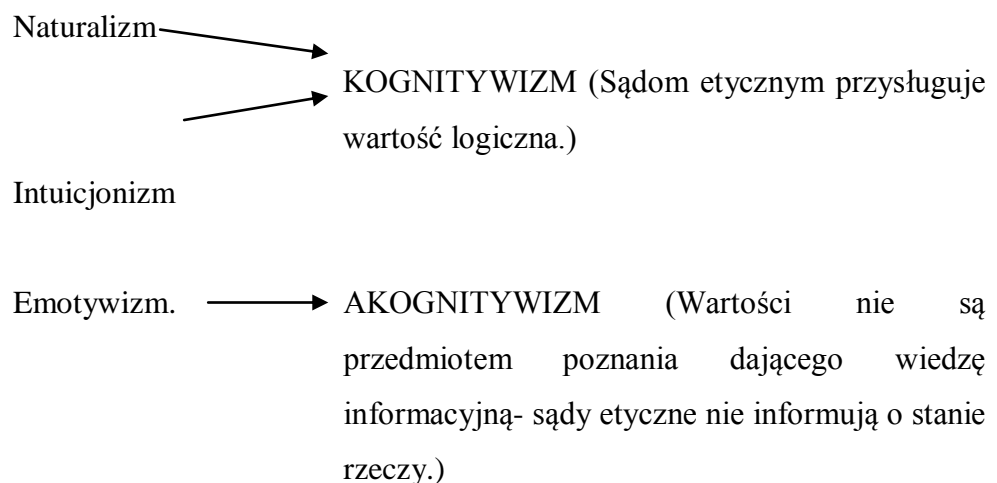 Naturalizm
KOGNITYWIZM (Sądom etycznym przysługuje
wartość logiczna.)
Intuicjonizm
Emotywizm.
AKOGNITYWIZM (Wartości nie są
przedmiotem poznania dającego wiedzę
informacyjną- sądy etyczne nie informują o stanie
rzeczy.)